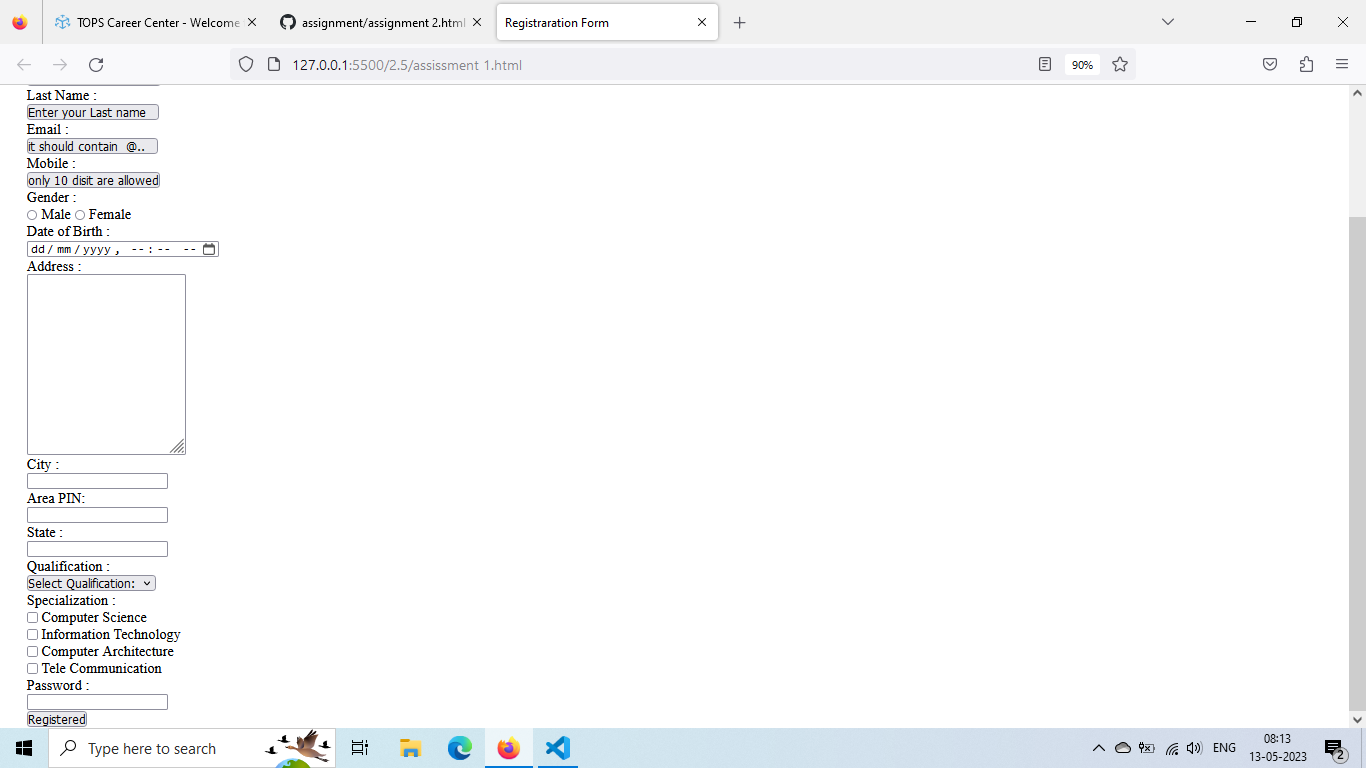 TOPS Career Center - Welcome
assignment/assignment 2.html
Registraration Form
127.0.0.1:5500/2.5/assissment 1.html
90%
Last Name :
Enter your Last name
Email :
it should contain @..
Mobile :
only 10 disit are allowed
Gender :
Male Female
Date of Birth :
dd/mm/yyyy, --:-- --
Address :
City :
Area PIN:
State :
Qualification :
Select Qualification:
Specialization :
Computer Science
Information Technology
Computer Architecture
Tele Communication
Password :
Registered
Type here to search
ENG
08:13
13-05-2023
2